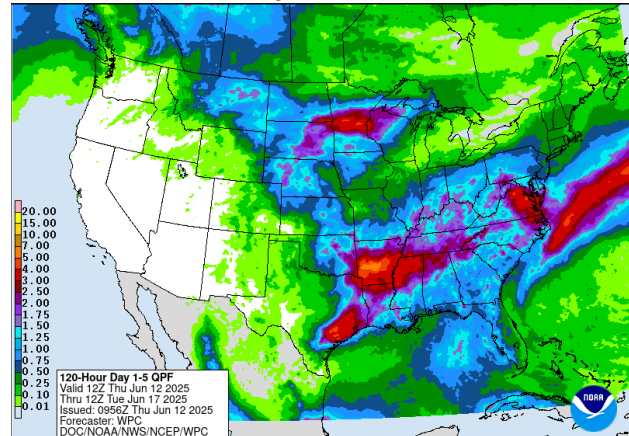 20.00
15.00
10.00
7.00
5.00
4.00
3.00
2.50
2.00
1.75
1.50
1.25
1.00
0.75
0.50
0.25
0.10
0.01
120-Hour Day 1-5 QPF
Valid 12Z Thu Jun 12 2025
Thru 12Z Tue Jun 17 2025
Issued: 0956Z Thu Jun 12 2025
Forecaster: WPC
DOC/NOAA/NWS/NCEP/WPC
NOAA